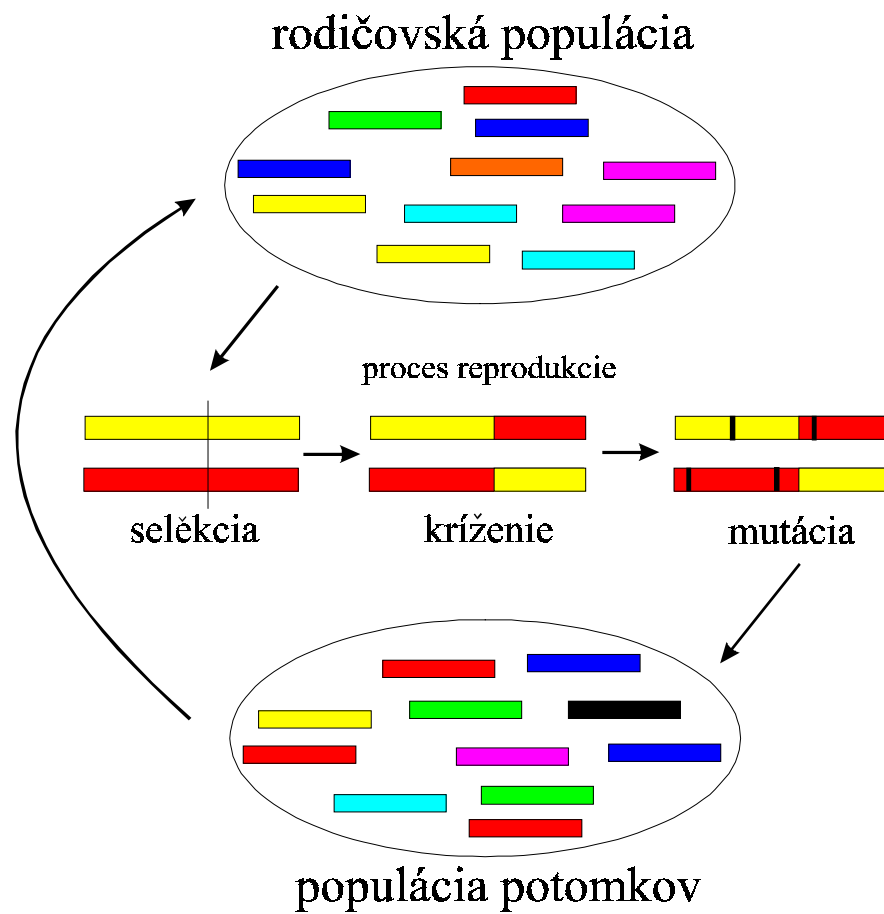 rodičovská populácia
proces reprodukcie
selěkcia
kríženie
mutácia
populácia potomkov